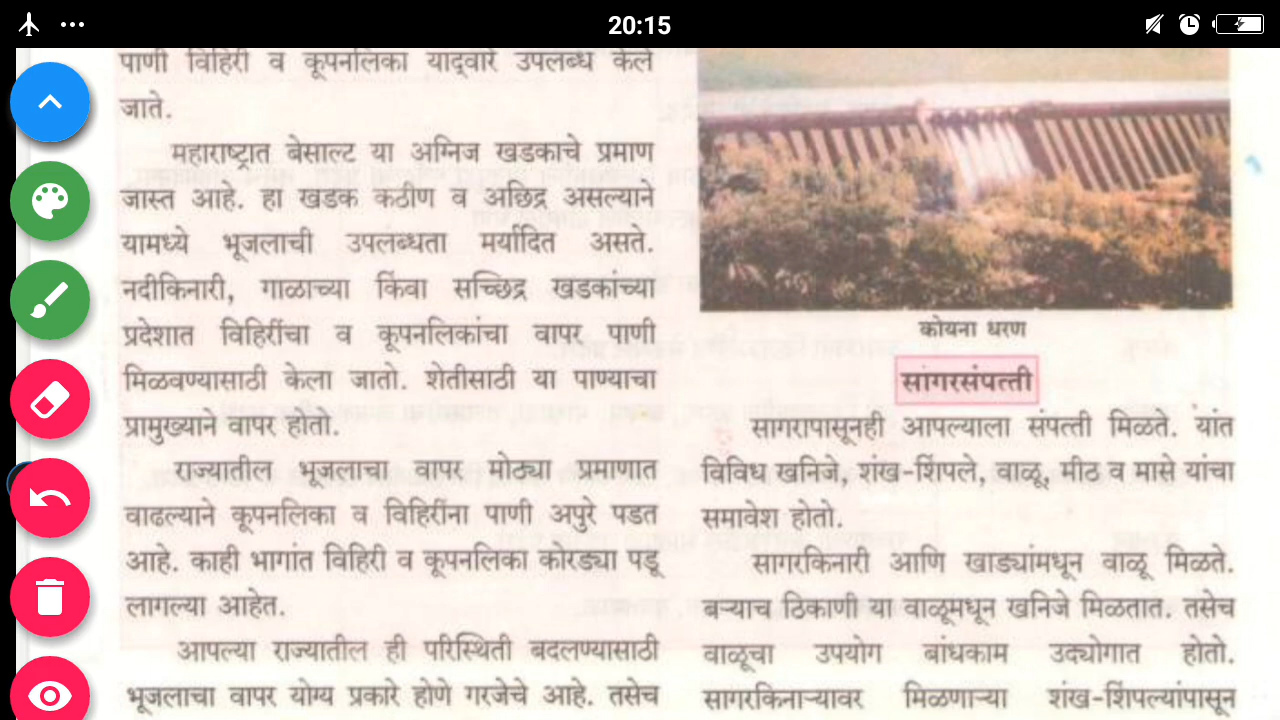 20:15
पाणी विहिरी व कूपनलिका याद्वारे उपलब्ध केले
जाते.
महाराष्ट्रात बेसाल्ट या अग्निज खडकाचे प्रमाण
जास्त आहे. हा खडक कठीण व अछिद्र असल्याने
यामध्ये भूजलाची उपलब्धता मर्यादित असते.
नदीकिनारी, गाळाच्या किंवा सच्छिद्र खडकांच्या
प्रदेशात विहिरींचा व कूपनलिकांचा वापर पाणी
मिळवण्यासाठी केला जातो. शेतीसाठी या पाण्याचा
प्रामुख्याने वापर होतो.
राज्यातील भूजलाचा वापर मोठ्या प्रमाणात
वाढल्याने कूपनलिका व विहिरींना पाणी अपुरे पडत
आहे. काही भागांत विहिरी व कूपनलिका कोरड्या पडू
लागल्या आहेत.
आपल्या राज्यातील ही परिस्थिती बदलण्यासाठी
भूजलाचा वापर योग्य प्रकारे होणे गरजेचे आहे. तसेच
कोयना धरण
सागरसंपत्ती
सागरापासूनही आपल्याला संपत्ती मिळते. यांत
विविध खनिजे, शंख-शिंपले, वाळू, मीठ व मासे यांचा
समावेश होतो.
सागरकिनारी आणि खाड्यांमधून वाळू मिळते.
बऱ्याच ठिकाणी या वाळूमधून खनिजे मिळतात. तसेच
वाळूचा उपयोग बांधकाम उद्योगात होतो.
सागरकिनाऱ्यावर मिळणाऱ्या शंख-शिंपल्यांपासून